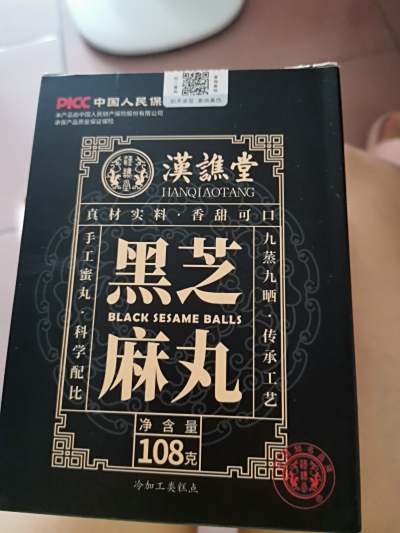 PICC 中国人民保
本产品由中国人民财产保险股份有限公司
承保产品质量保证保险
漢譙堂
HANQIAOTANG
真材实料·香甜可口
九蒸九晒·传承工艺
手工蜜丸·科学配比
黑芝
BLACK SESAME BALLS
麻丸
净含量
108克
冷加工类糕点